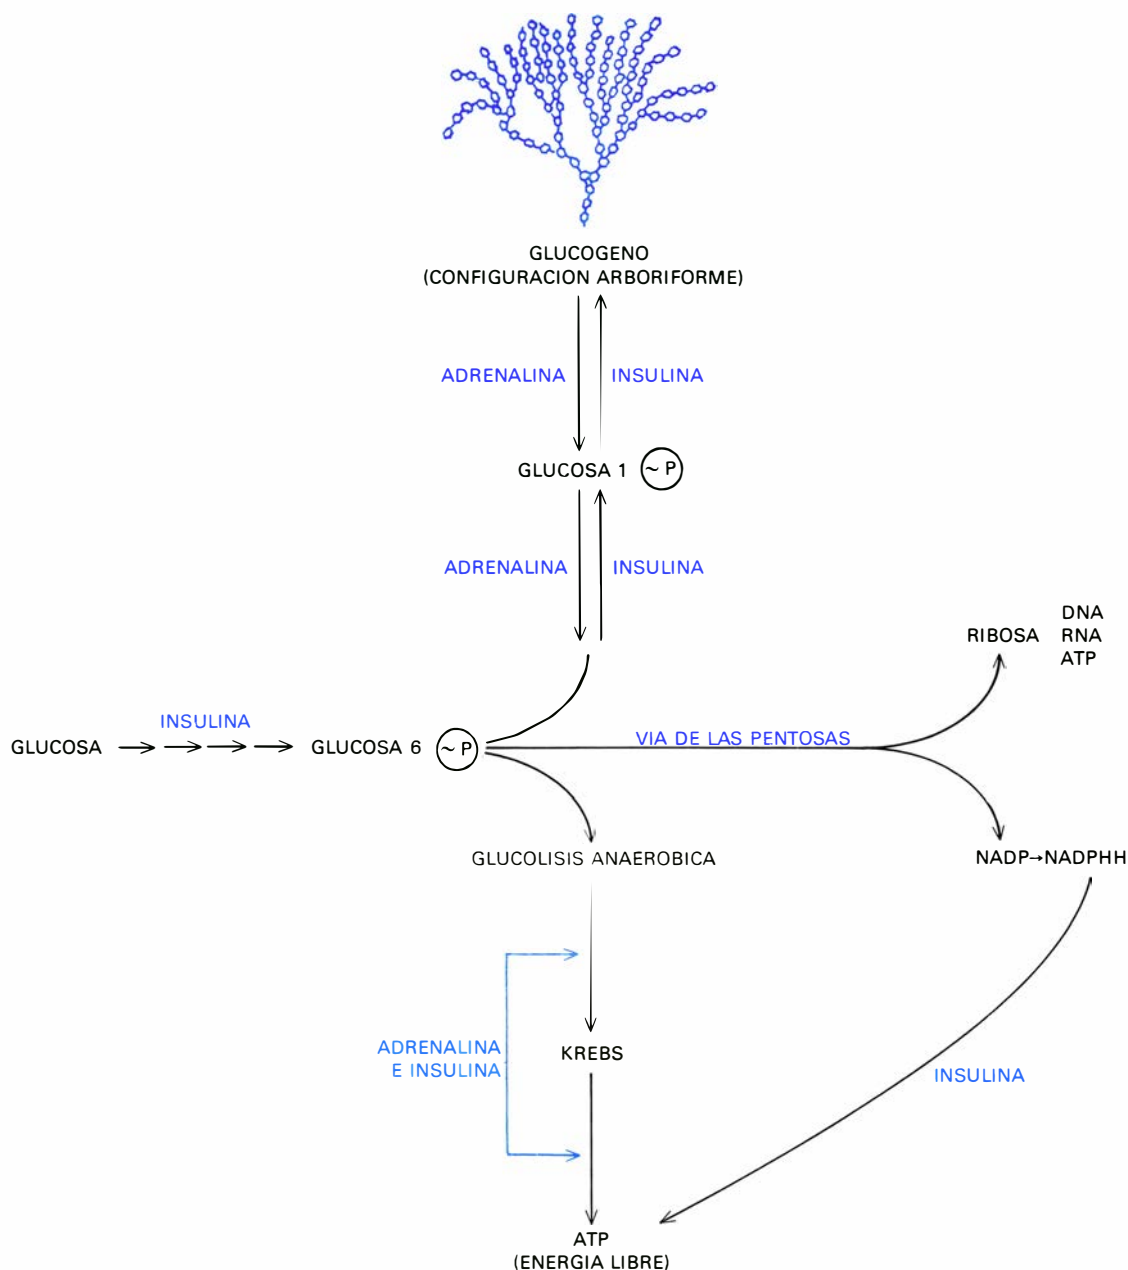 GLUCOGENO
(CONFIGURACION ARBORIFORME)
ADRENALINA
INSULINA
GLUCOSA 1 ~ P
ADRENALINA
INSULINA
DNA
RIBOSA RNA
ATP
INSULINA
GLUCOSA
GLUCOSA 6 ~ P
VIA DE LAS PENTOSAS
GLUCOLISIS ANAEROBICA
NADP→NADPHH
ADRENALINA
E INSULINA
KREBS
INSULINA
ATP
(ENERGIA LIBRE)